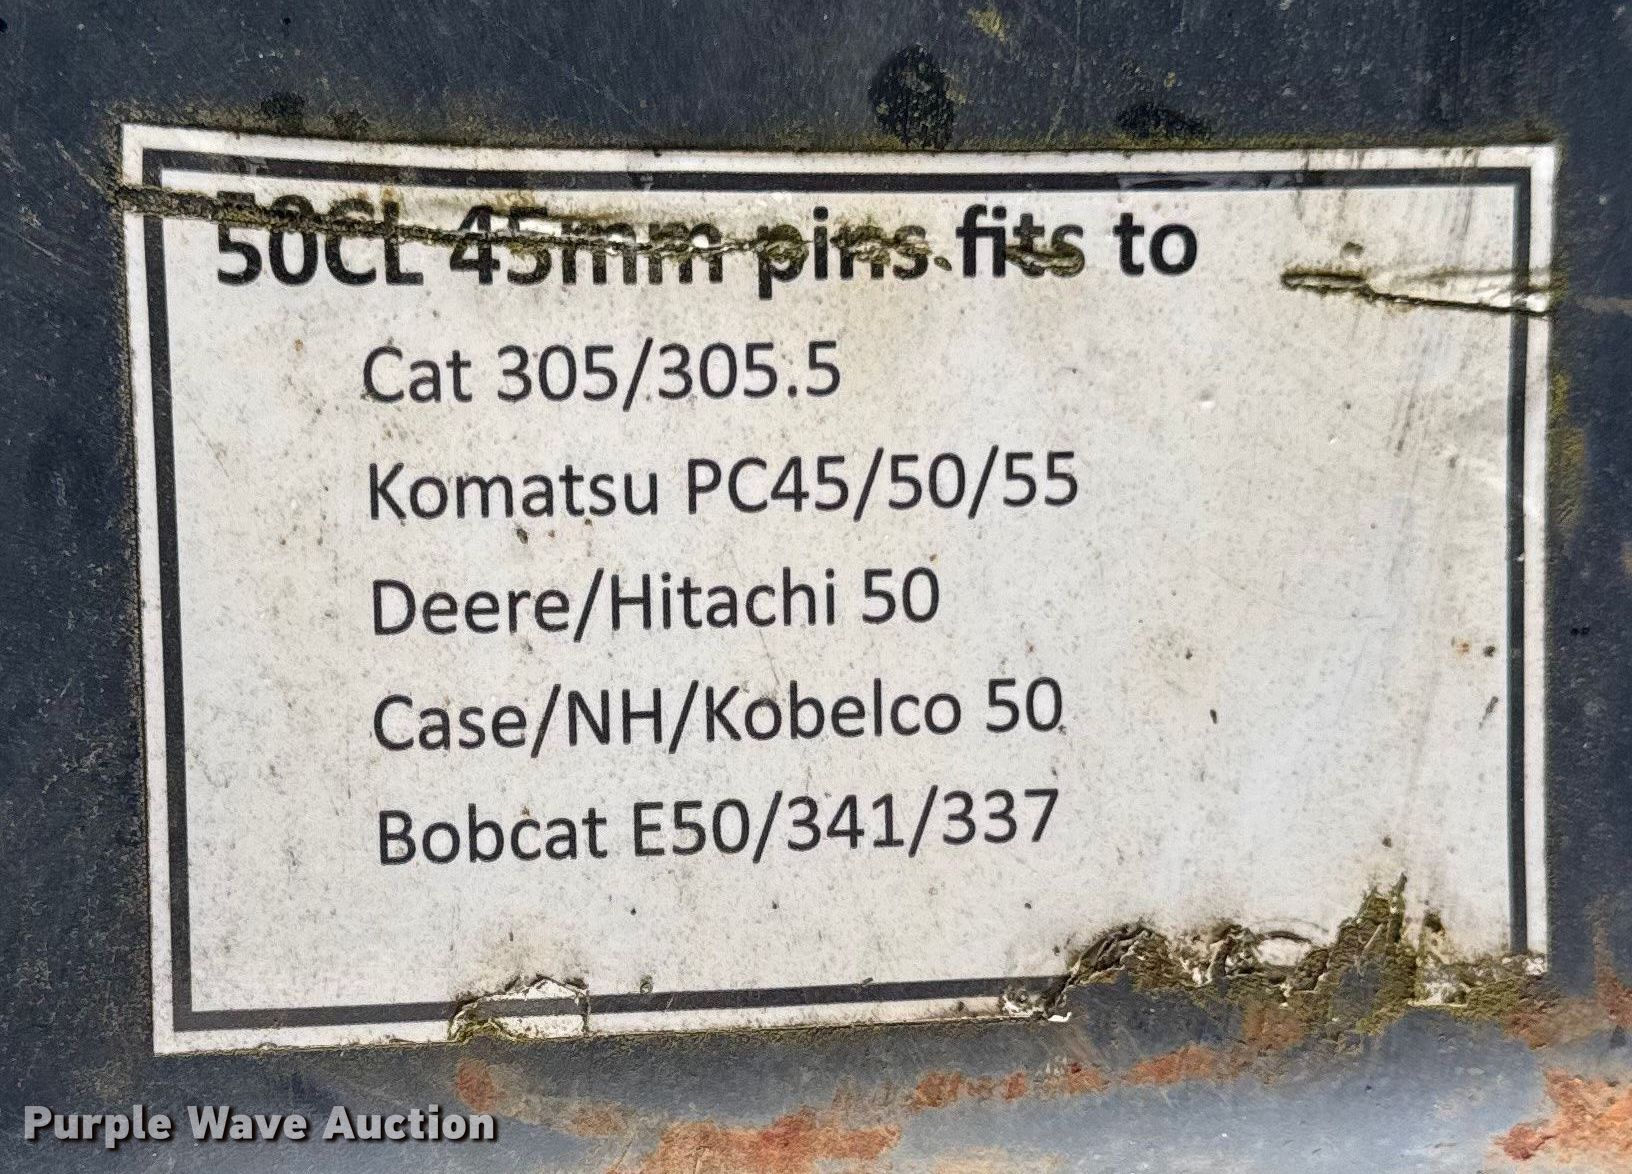 50CL 45mm pins fits to
Cat 305/305.5
Komatsu PC45/50/55
Deere/Hitachi 50
Case/NH/Kobelco 50
Bobcat E50/341/337
Purple Wave Auction